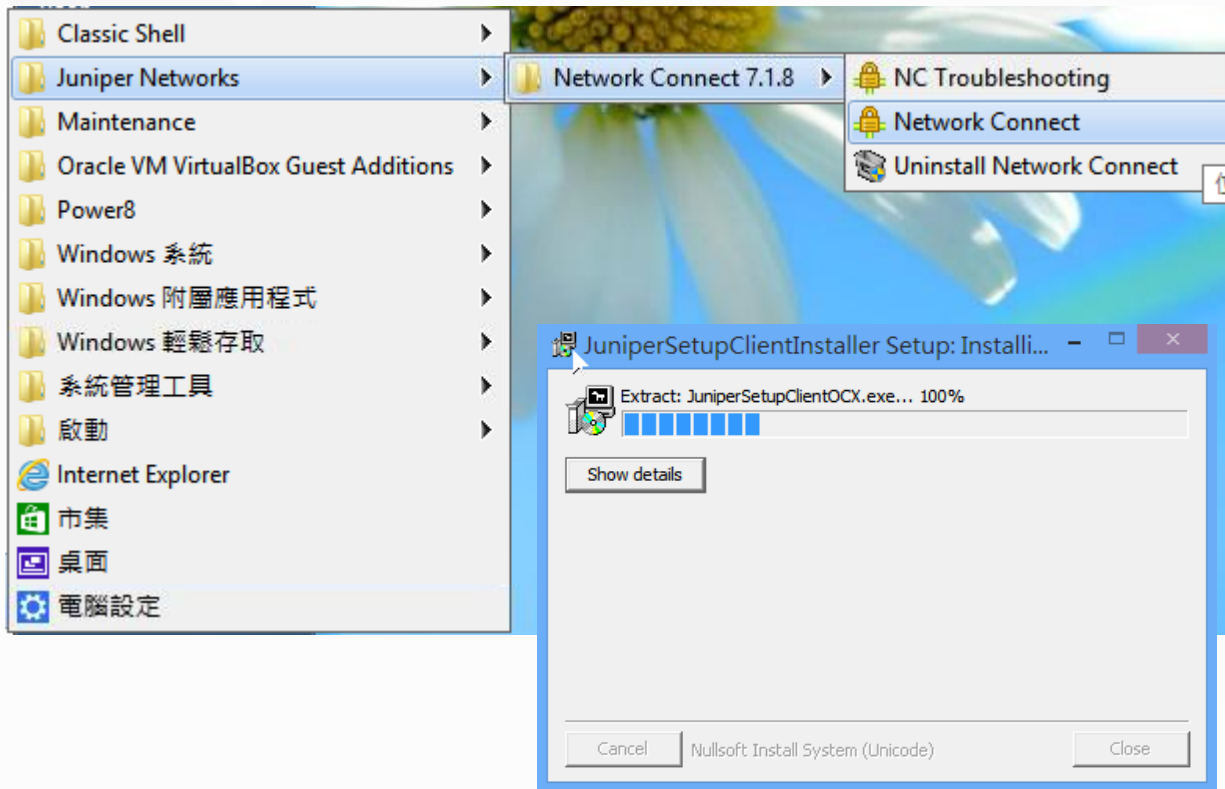 Classic Shell
Juniper Networks
Maintenance
Oracle VM VirtualBox Guest Additions
Power8
Windows 系統
Windows 附屬應用程式
Windows 輕鬆存取
系統管理工具
啟動
Internet Explorer
市集
桌面
電腦設定
Network Connect 7.1.8
NC Troubleshooting
Network Connect
Uninstall Network Connect
JuniperSetupClientInstaller Setup: Installi...
Extract: JuniperSetupClientOCX.exe... 100%
Show details
Cancel
Nullsoft Install System (Unicode)
Close